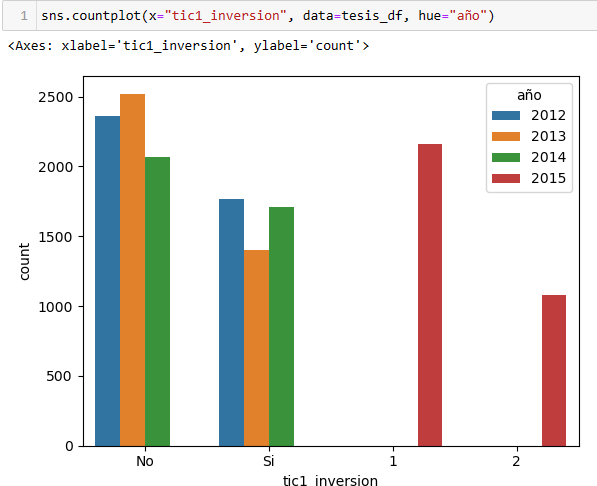 1 sns.countplot(x="tic1_inversion", data=tesis_df, hue="año")
<Axes: xlabel='tic1_inversion', ylabel='count'>
año
2012
2013
2014
2015
2500
2000
1500
1000
500
0
count
No Si 1 2
tic1_inversion